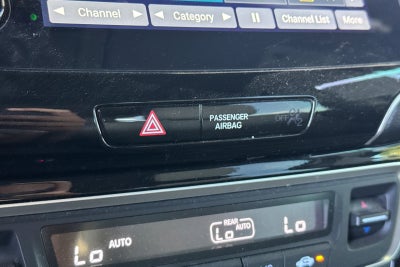 ◄ Channel ► ◄ Category ► Channel List More
PASSENGER
AIRBAG
OFF
REAR
Lo AUTO Lo AUTO Lo